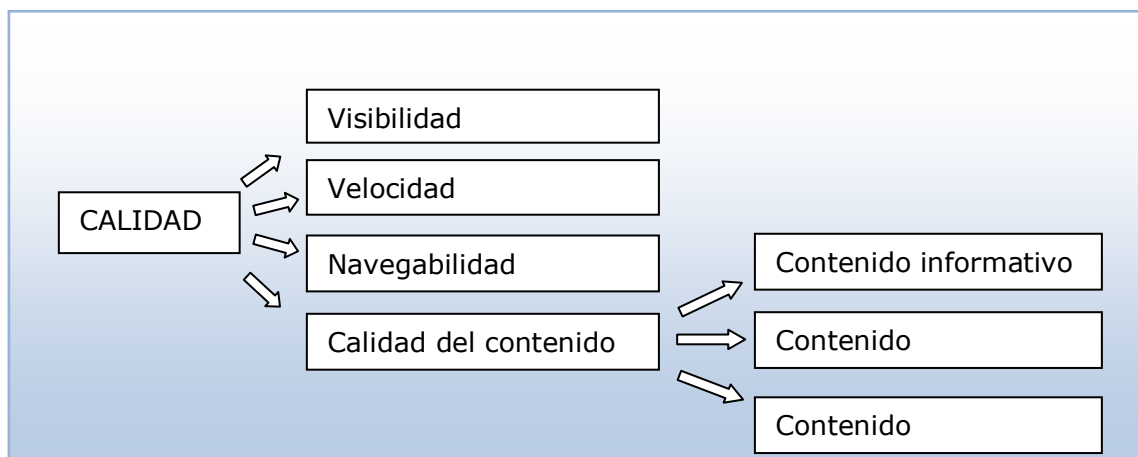 Visibilidad
Velocidad
CALIDAD
Navegabilidad
Contenido informativo
Calidad del contenido
Contenido
Contenido